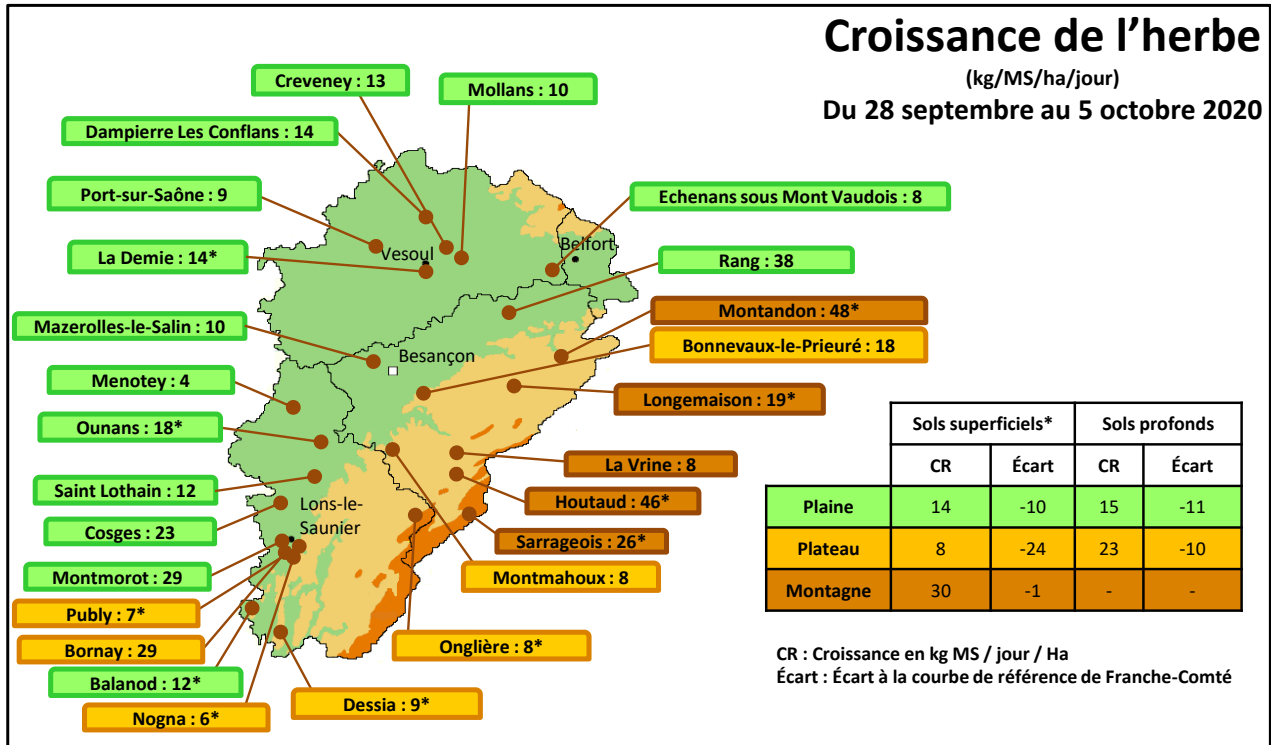 Croissance de l’herbe
(kg/MS/ha/jour)
Du 28 septembre au 5 octobre 2020
Creveney : 13
Mollans : 10
Dampierre Les Conflans : 14
Port-sur-Saône : 9
Echenans sous Mont Vaudois : 8
La Demie : 14*
Vesoul
Belfort
Rang : 38
Montandon : 48*
Mazerolles-le-Salin : 10
Bonnevaux-le-Prieuré : 18
Besançon
Menotey : 4
Longemaison : 19*
Ounans : 18*
La Vrine : 8
Saint Lothain : 12
Houtaud : 46*
Cosges : 23
Lons-le-
Saunier
Sarrageois : 26*
Montmorot : 29
Montmahoux : 8
Publy : 7*
Bornay : 29
Onglière : 8*
Balanod : 12*
Nogna : 6*
Dessia : 9*
Sols superficiels* Sols profonds
CR Écart CR Écart
Plaine 14 -10 15 -11
Plateau 8 -24 23 -10
Montagne 30 -1 - -
CR : Croissance en kg MS / jour / Ha
Écart : Écart à la courbe de référence de Franche-Comté